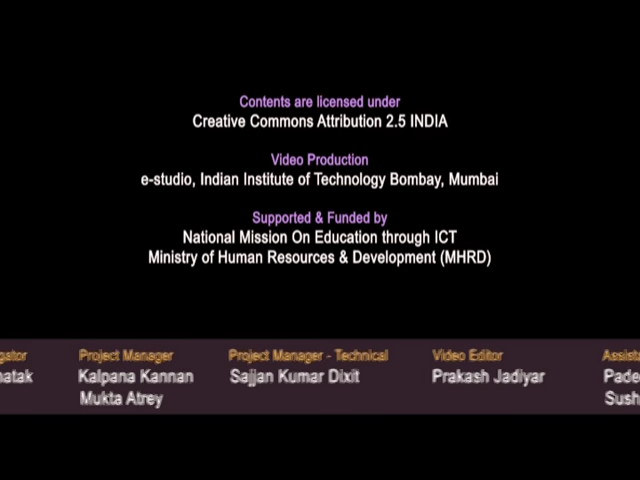 Contents are licensed under
Creative Commons Attribution 2.5 INDIA
Video Production
e-studio, Indian Institute of Technology Bombay, Mumbai
Supported & Funded by
National Mission On Education through ICT
Ministry of Human Resources & Development (MHRD)
Project Manager
Kalpana Kannan
Mukta Atrey
Project Manager - Technical
Sajjan Kumar Dixit
Video Editor
Prakash Jadiyar